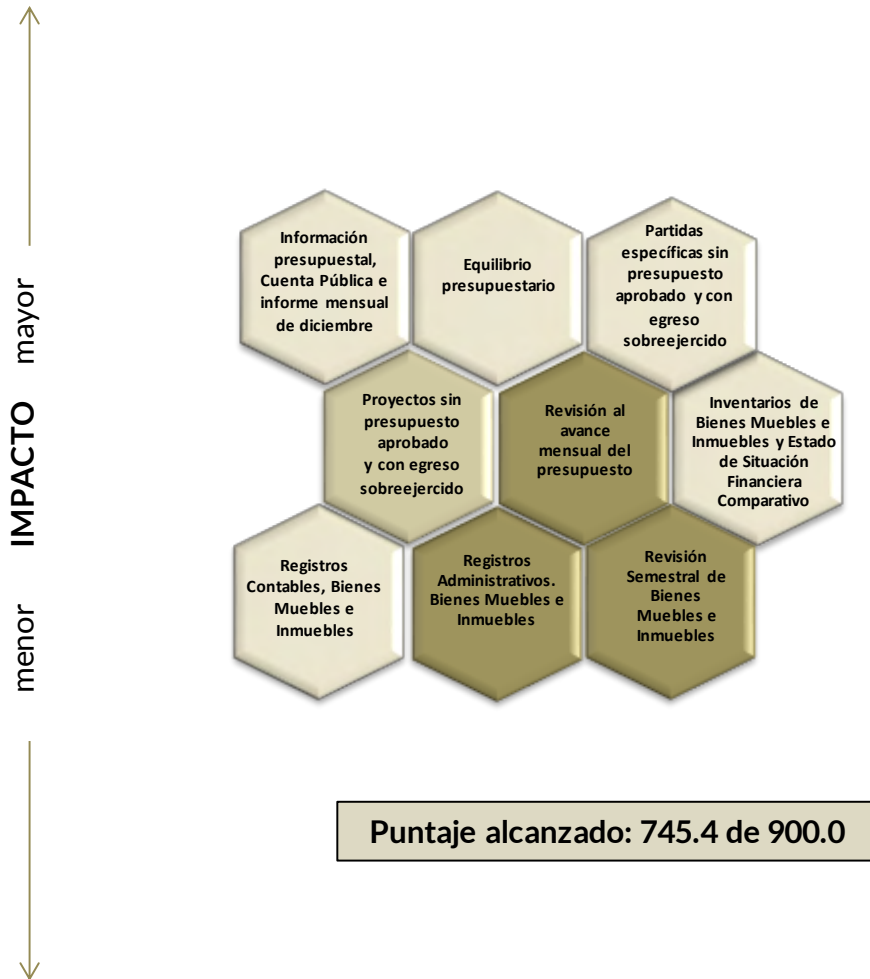 Información
presupuestal,
Cuenta Pública e
informe mensual
de diciembre
Equilibrio
presupuestario
Partidas
específicas sin
presupuesto
aprobado y con
egreso
sobreejercido
Proyectos sin
presupuesto
aprobado
y con egreso
sobreejercido
Revisión al
avance
mensual del
presupuesto
Inventarios de
Bienes Muebles e
Inmuebles y Estado
de Situación
Financiera
Comparativo
Registros
Contables, Bienes
Muebles e
Inmuebles
Registros
Administrativos.
Bienes Muebles e
Inmuebles
Revisión
Semestral de
Bienes
Muebles e
Inmuebles
menor IMPACTO mayor
Puntaje alcanzado: 745.4 de 900.0